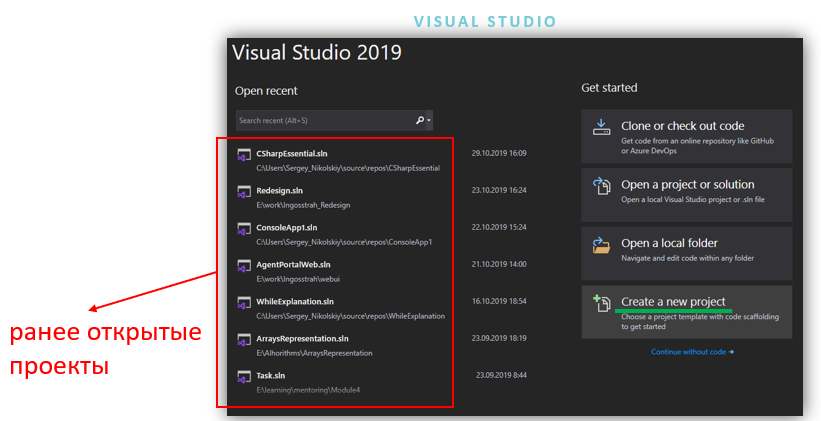 VISUAL STUDIO
Visual Studio 2019
Open recent
Search recent (Alt+S)
CSharpEssential.sln 29.10.2019 16:09
C:\Users\Sergey_Nikolskiy\source\repos\CSharpEssential
Redesign.sln 23.10.2019 16:24
E:\work\Ingosstrah_Redesign
ConsoleApp1.sln 22.10.2019 15:24
C:\Users\Sergey_Nikolskiy\source\repos\ConsoleApp1
AgentPortalWeb.sln 21.10.2019 14:00
E:\work\Ingosstrah\webui
WhileExplanation.sln 16.10.2019 18:54
C:\Users\Sergey_Nikolskiy\source\repos\WhileExplanation
ArraysRepresentation.sln 23.09.2019 18:19
E:\Alhorithms\ArraysRepresentation
Task.sln 23.09.2019 8:44
E:\learning\mentoring\Module4
Get started
Clone or check out code
Get code from an online repository like GitHub
or Azure DevOps
Open a project or solution
Open a local Visual Studio project or .sln file
Open a local folder
Navigate and edit code within any folder
Create a new project
Choose a project template with code scaffolding
to get started
Continue without code →
ранее открытые
проекты